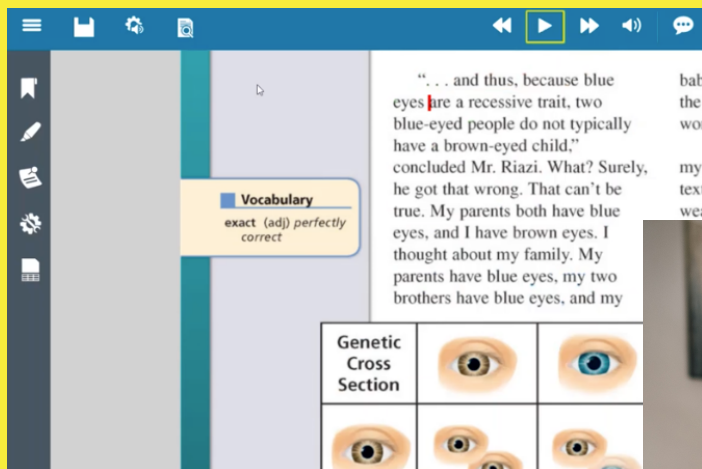 Vocabulary
exact (adj) perfectly
correct
“. . . and thus, because blue
eyes are a recessive trait, two
blue-eyed people do not typically
have a brown-eyed child,”
concluded Mr. Riazi. What? Surely,
he got that wrong. That can’t be
true. My parents both have blue
eyes, and I have brown eyes. I
thought about my family. My
parents have blue eyes, my two
brothers have blue eyes, and my
Genetic
Cross
Section
bab
the
wor
my
tex